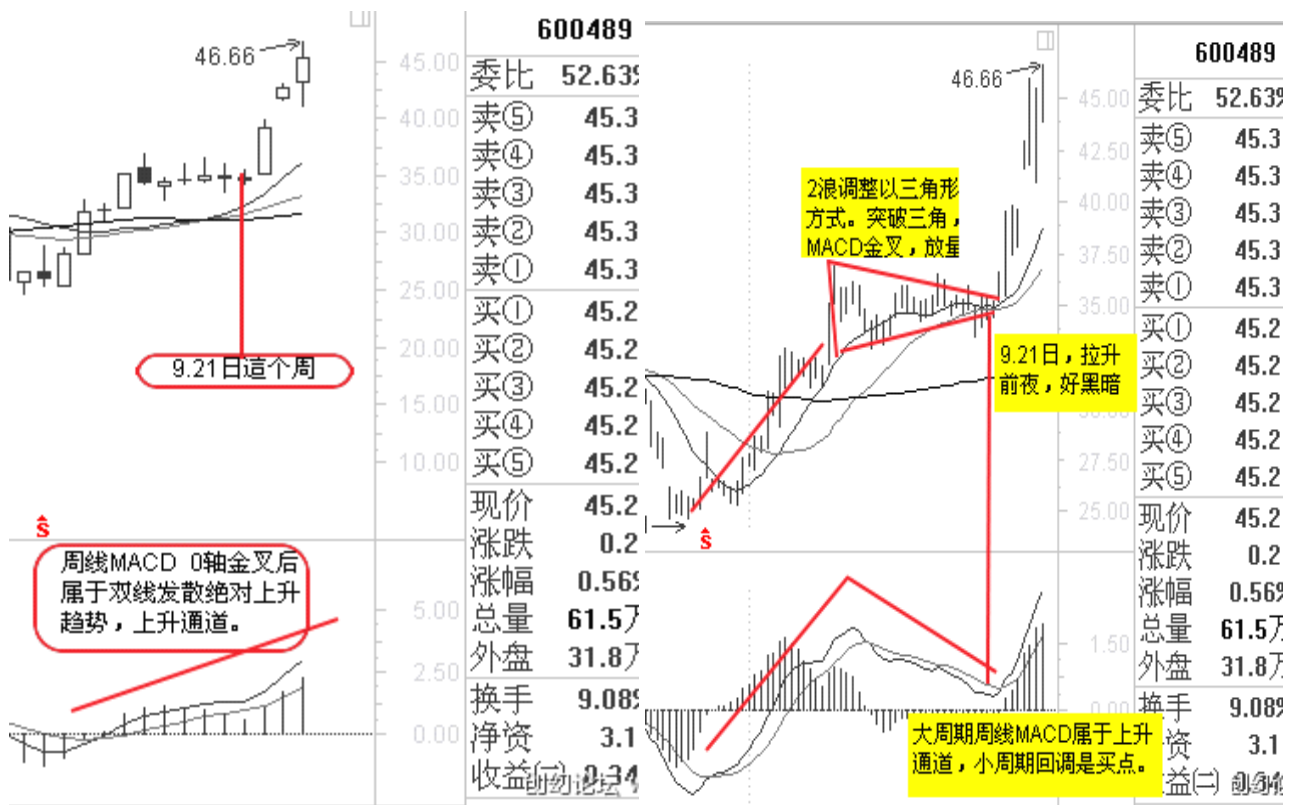 600489
46.66
45.00
40.00
35.00
30.00
25.00
20.00
15.00
10.00
9.21日這个周
ŝ
周线MACD 0轴金叉后
属于双线发散绝对上升
趋势，上升通道。
5.00
2.50
0.00
委比 52.63%
卖⑤ 45.3
卖④ 45.3
卖③ 45.3
卖② 45.3
卖① 45.3
买① 45.2
买② 45.2
买③ 45.2
买④ 45.2
买⑤ 45.2
现价 45.2
涨跌 0.2
涨幅 0.56%
总量 61.5万
外盘 31.8万
换手 9.08%
净资 3.1
收益(二) 0.34
600489
46.66
45.00
42.50
40.00
37.50
35.00
27.50
25.00
2浪调整以三角形
方式。突破三角，
MACD金叉，放量
9.21日，拉升
前夜，好黑暗
ŝ
1.50
0.00
大周期周线MACD属于上升
通道，小周期回调是买点。
委比 52.63%
卖⑤ 45.3
卖④ 45.3
卖③ 45.3
卖② 45.3
卖① 45.3
买① 45.2
买② 45.2
买③ 45.2
买④ 45.2
买⑤ 45.2
现价 45.2
涨跌 0.2
涨幅 0.56%
总量 61.5万
外盘 31.8万
换手 9.08%
资 3.1
益(二) 0.34